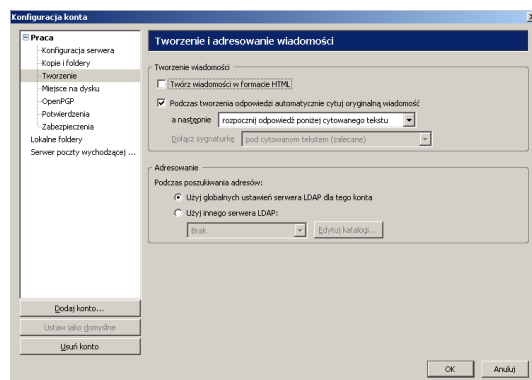 Konfiguracja konta
Praca
Konfiguracja serwera
Kopie i foldery
Tworzenie
Miejsce na dysku
OpenPGP
Potwierdzenia
Zabezpieczenia
Lokalne foldery
Serwer poczty wychodzącej ...
Dodaj konto...
Ustaw jako domyślne
Usuń konto
Tworzenie i adresowanie wiadomości
Tworzenie wiadomości
Twórz wiadomości w formacie HTML
Podczas tworzenia odpowiedzi automatycznie cytuj oryginalną wiadomość
a następnie rozpocznij odpowiedź poniżej cytowanego tekstu
Dołącz sygnaturkę pod cytowanym tekstem (zalecane)
Adresowanie
Podczas poszukiwania adresów:
Użyj globalnych ustawień serwera LDAP dla tego konta
Użyj innego serwera LDAP:
Brak Edytuj katalogi...
OK Anuluj